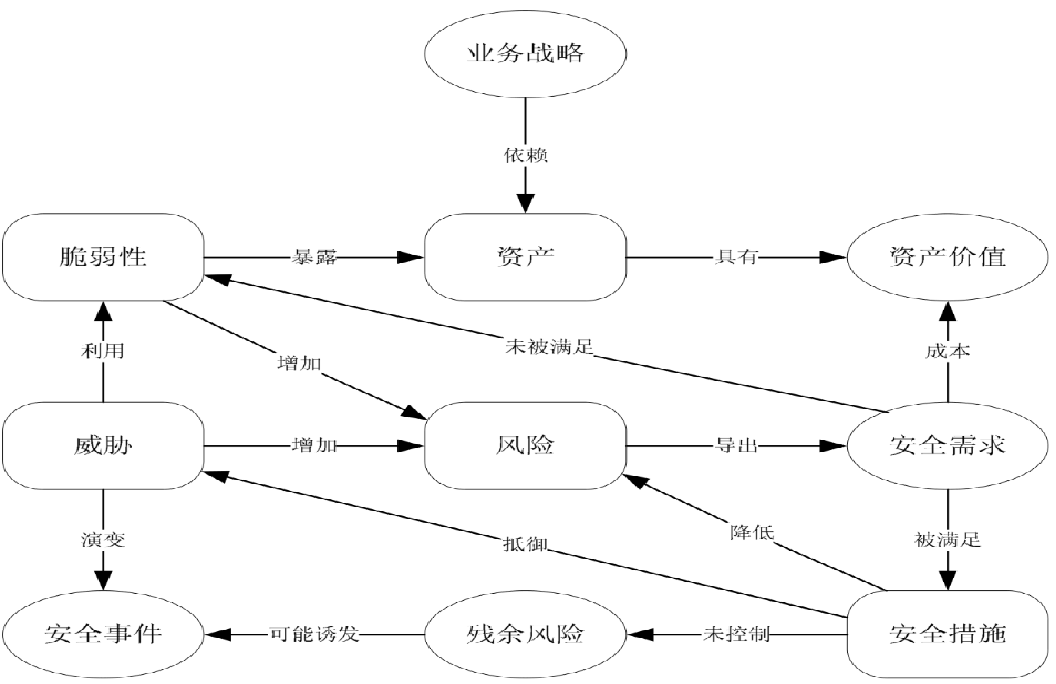 业务战略
依赖
脆弱性
暴露
资产
具有
资产价值
利用
增加
未被满足
成本
威胁
增加
风险
导出
安全需求
演变
抵御
降低
被满足
安全事件
可能诱发
残余风险
未控制
安全措施